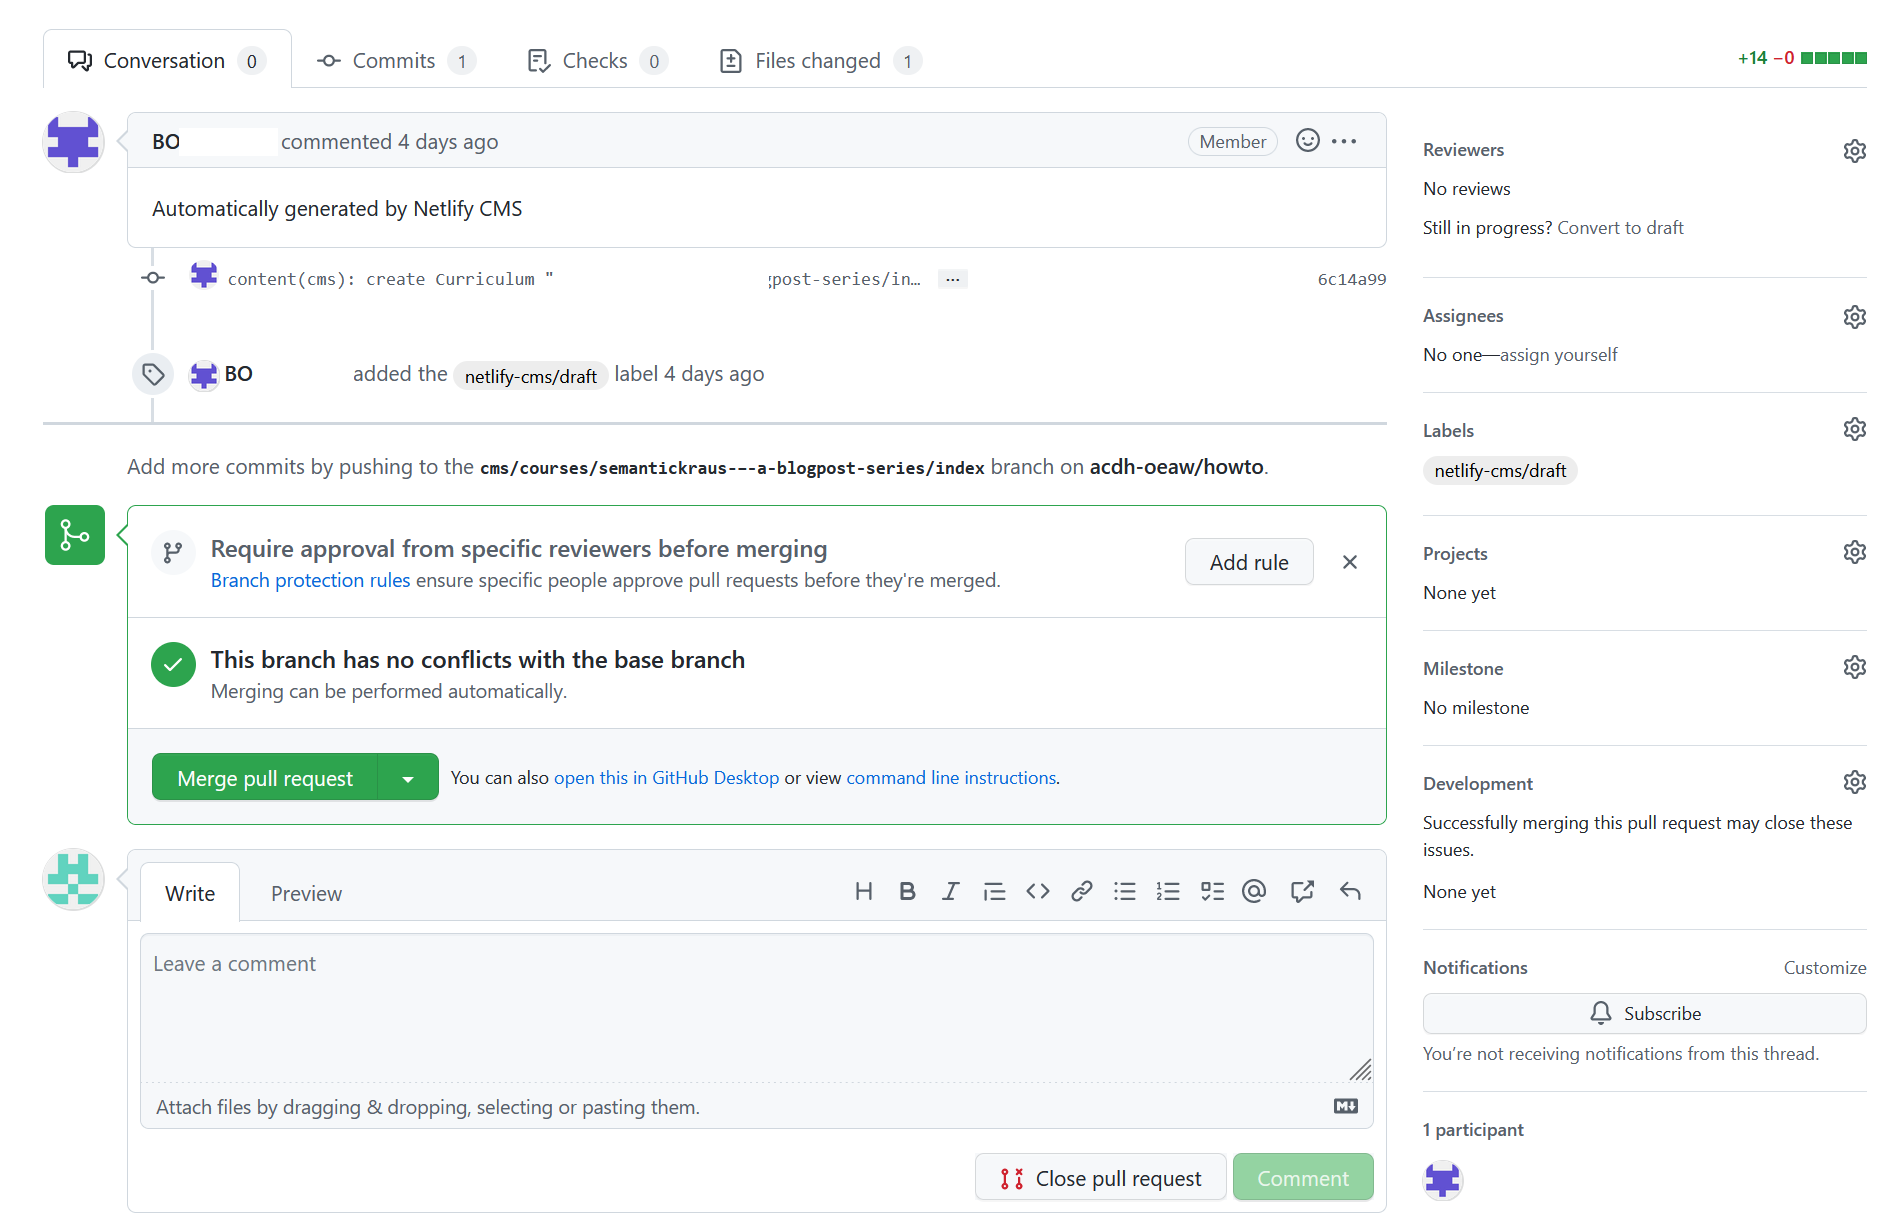 Conversation 0 Commits 1 Checks 0 Files changed 1 +14 −0
BO commented 4 days ago Member
Automatically generated by Netlify CMS
content(cms): create Curriculum " post-series/in… … 6c14a99
BO added the netlify-cms/draft label 4 days ago
Add more commits by pushing to the cms/courses/semantickraus---a-blogpost-series/index branch on acdh-oeaw/howto.
Require approval from specific reviewers before merging
Branch protection rules ensure specific people approve pull requests before they're merged.
Add rule
This branch has no conflicts with the base branch
Merging can be performed automatically.
Merge pull request You can also open this in GitHub Desktop or view command line instructions.
Write Preview
Leave a comment
Attach files by dragging & dropping, selecting or pasting them.
Close pull request Comment
Reviewers
No reviews
Still in progress? Convert to draft
Assignees
No one—assign yourself
Labels
netlify-cms/draft
Projects
None yet
Milestone
No milestone
Development
Successfully merging this pull request may close these
issues.
None yet
Notifications Customize
Subscribe
You’re not receiving notifications from this thread.
1 participant